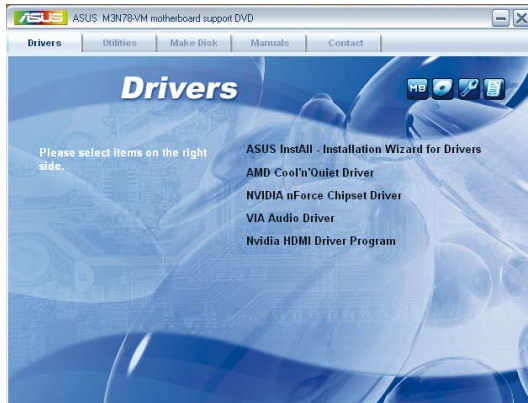 ASUS ASUS M3N78-VM motherboard support DVD
Drivers Utilities Make Disk Manuals Contact
Drivers
MB
Please select items on the right side.
ASUS InstAll - Installation Wizard for Drivers
AMD Cool'n'Quiet Driver
NVIDIA nForce Chipset Driver
VIA Audio Driver
Nvidia HDMI Driver Program